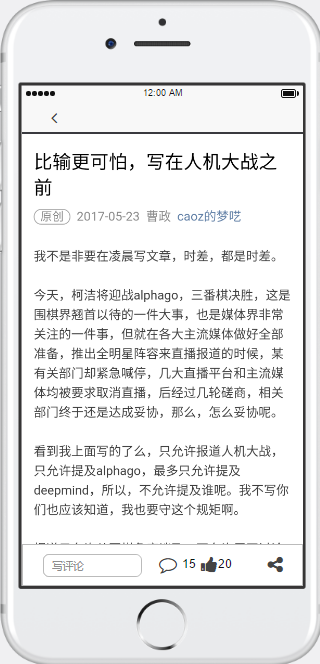 12:00 AM
比输更可怕，写在人机大战之
前
原创 2017-05-23 曹政 caoz的梦呓
我不是非要在凌晨写文章，时差，都是时差。
今天，柯洁将迎战alphago，三番棋决胜，这是
围棋界翘首以待的一件大事，也是媒体界非常
关注的一件事，但就在各大主流媒体做好全部
准备，推出全明星阵容来直播报道的时候，某
有关部门却紧急喊停，几大直播平台和主流媒
体均被要求取消直播，后经过几轮磋商，相关
部门终于还是达成妥协，那么，怎么妥协呢。
看到我上面写的了么，只允许报道人机大战，
只允许提及alphago，最多只允许提及
deepmind，所以，不允许提及谁呢。我不写你
们也应该知道，我也要守这个规矩啊。
写评论 15 20